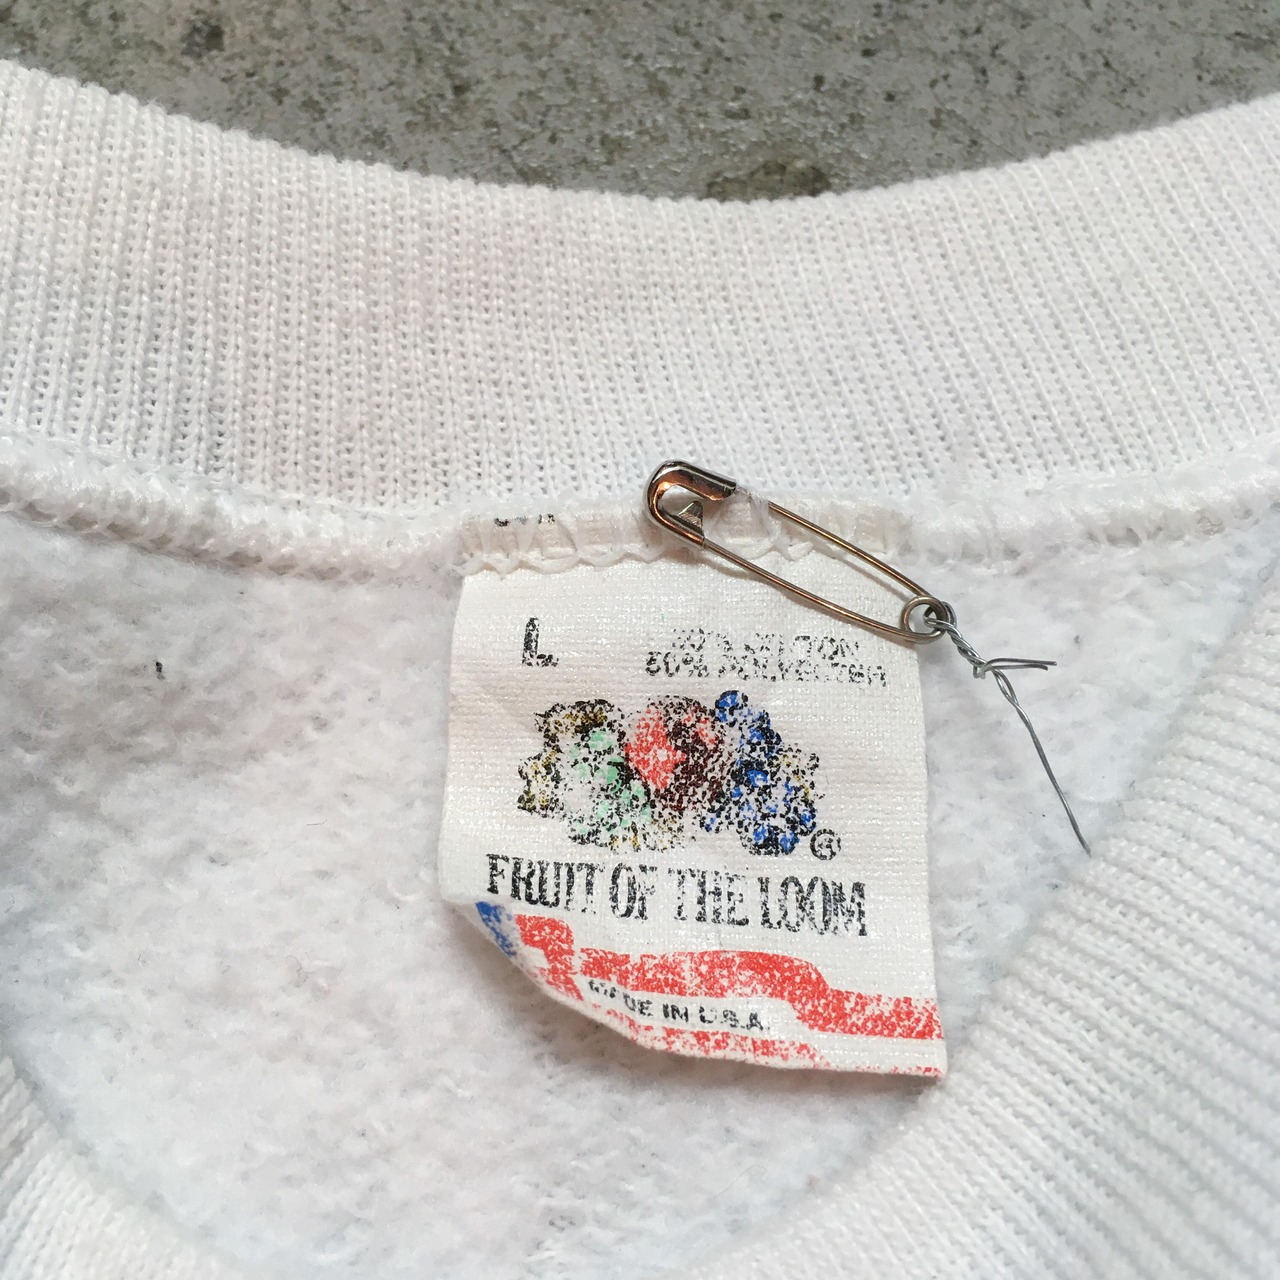 L
50% COTTON
50% POLYESTER
®
FRUIT OF THE LOOM
MADE IN U.S.A.